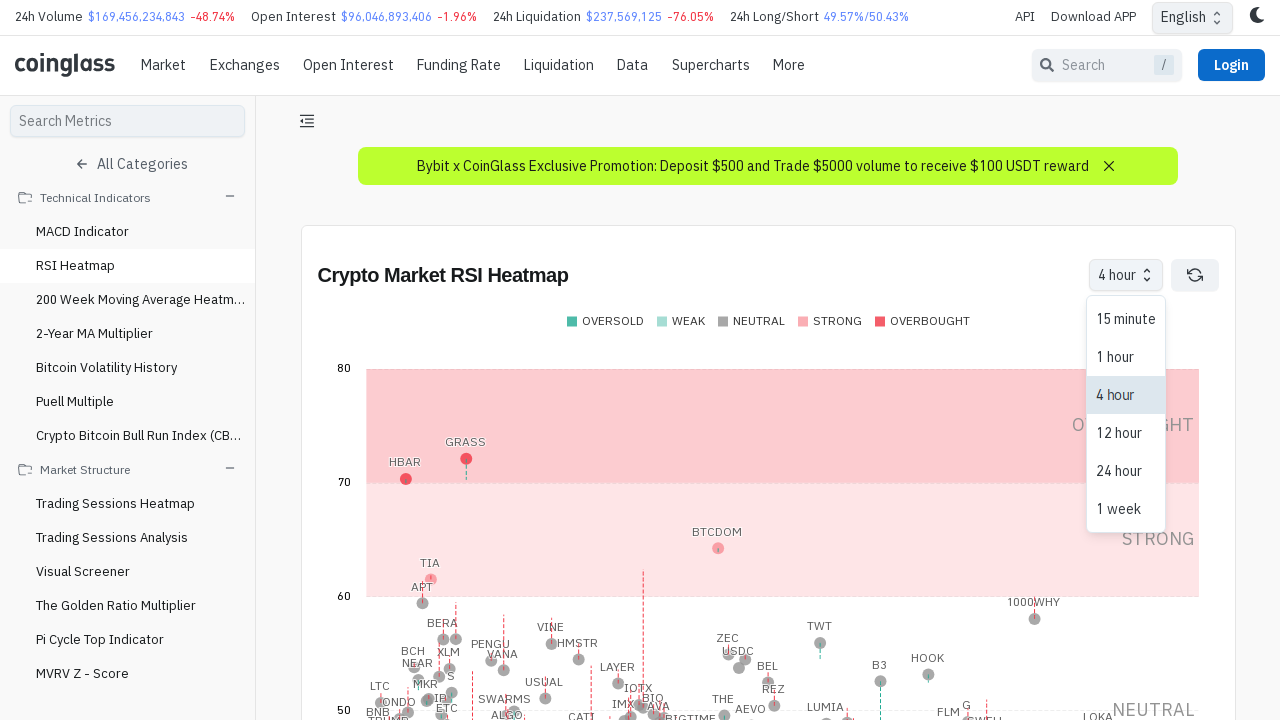 24h Volume $169,456,234,843 -48.74% Open Interest $96,046,893,406 -1.96% 24h Liquidation $237,569,125 -76.05% 24h Long/Short 49.57%/50.43% API Download APP English
coinglass Market Exchanges Open Interest Funding Rate Liquidation Data Supercharts More Search / Login
Search Metrics
All Categories
Technical Indicators
MACD Indicator
RSI Heatmap
200 Week Moving Average Heatm...
2-Year MA Multiplier
Bitcoin Volatility History
Puell Multiple
Crypto Bitcoin Bull Run Index (CB...
Market Structure
Trading Sessions Heatmap
Trading Sessions Analysis
Visual Screener
The Golden Ratio Multiplier
Pi Cycle Top Indicator
MVRV Z - Score
Bybit x CoinGlass Exclusive Promotion: Deposit $500 and Trade $5000 volume to receive $100 USDT reward
Crypto Market RSI Heatmap
4 hour
15 minute
1 hour
4 hour
12 hour
24 hour
1 week
OVERSOLD WEAK NEUTRAL STRONG OVERBOUGHT
80
GRASS
HBAR
70
BTCDOM
STRONG
TIA
APT
60
1000WHY
BERA
VINE
TWT
PENGU
HMSTR
ZEC
BCH
XLM
VANA
USDC
NEAR
LAYER
BEL
B3
HOOK
S
LTC
MKR
USUAL
IOTX
REZ
ONDO
SWARMS
BIO
THE
BNB
ETC
IMX
AVA
AEVO
LUMIA
FLM
G
50
ALGO
CATI
BIGTIME
LOKA
NEUTRAL